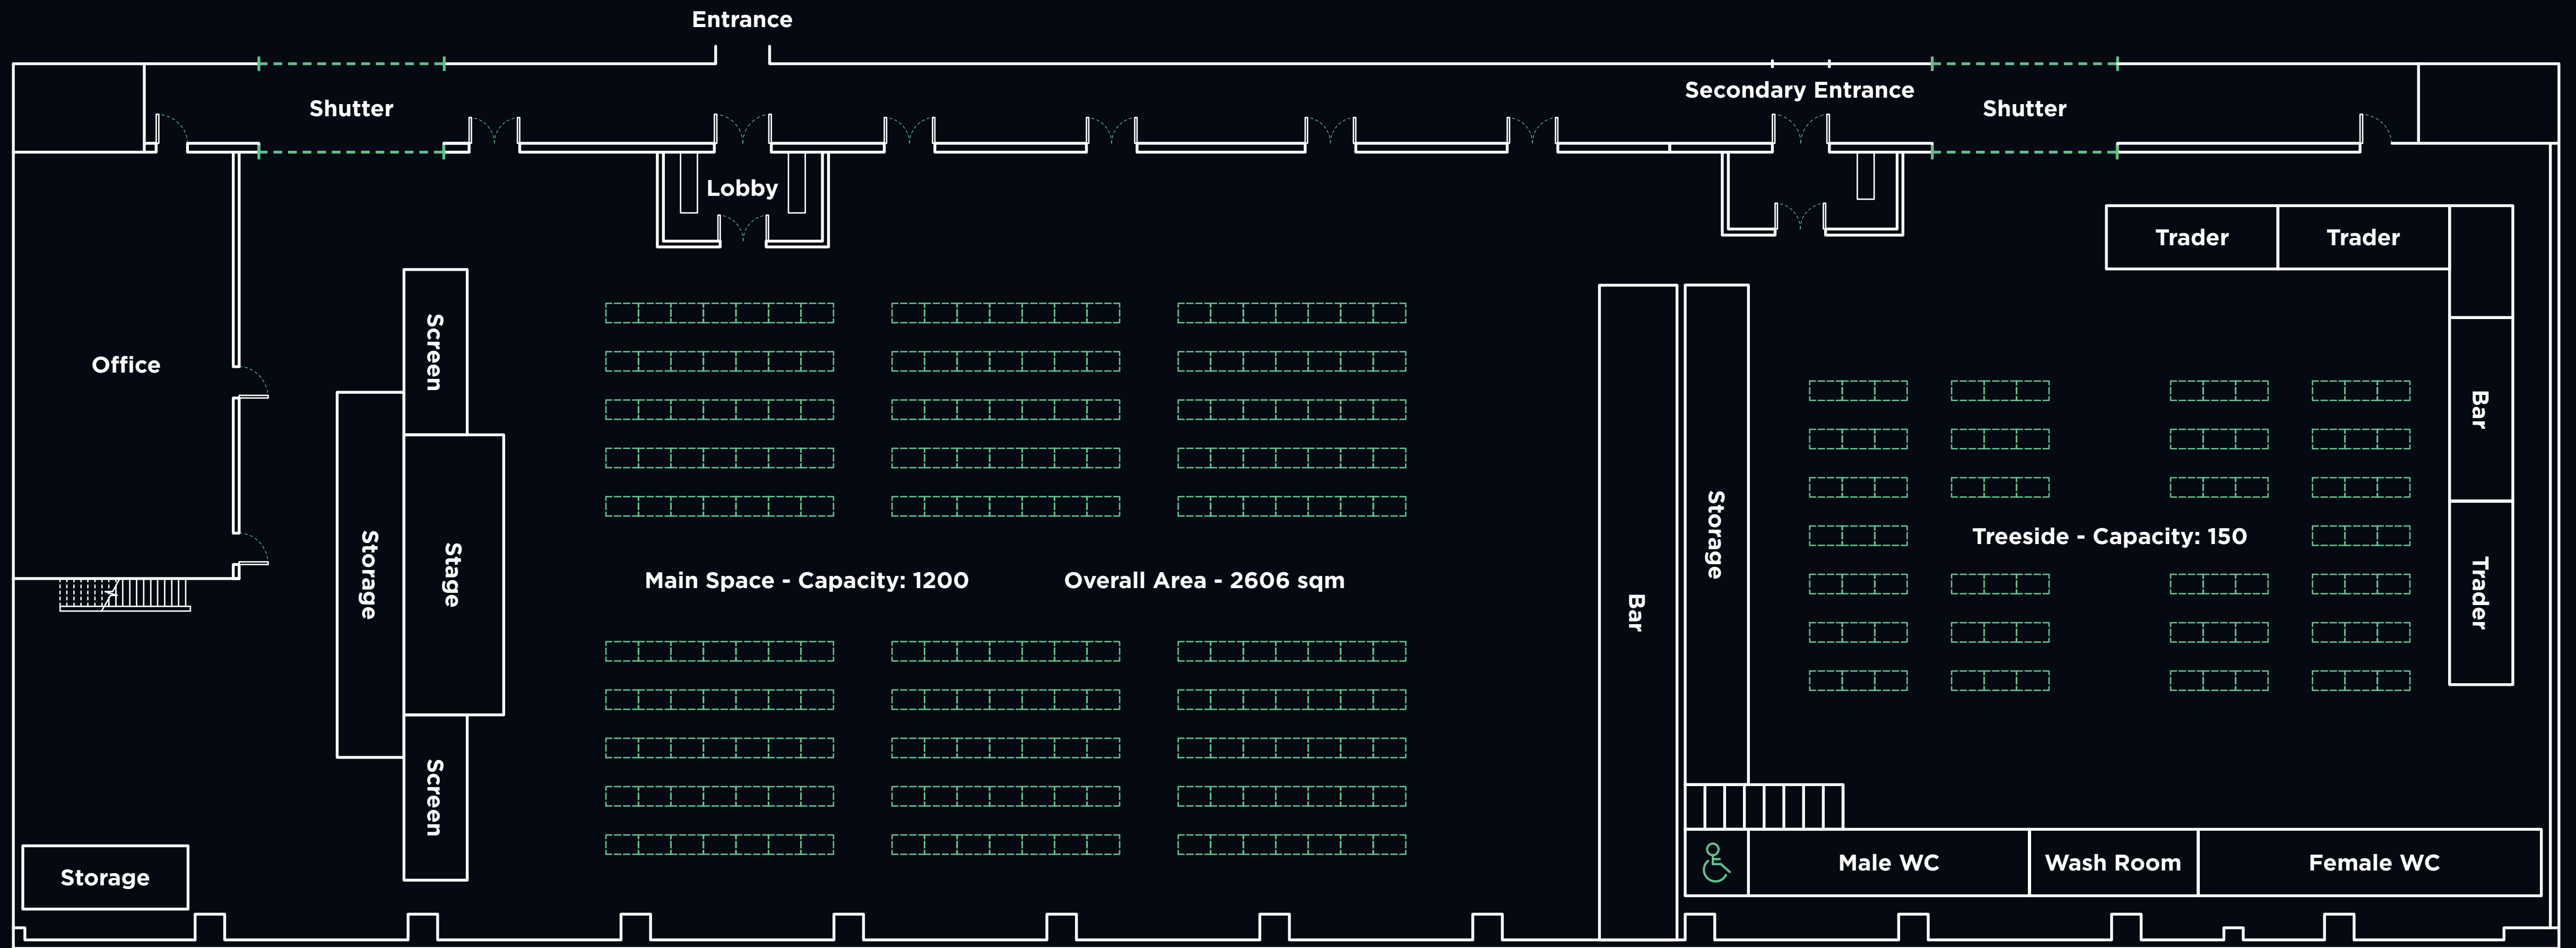 Entrance
Shutter
Secondary Entrance
Shutter
Lobby
Trader
Trader
Office
Screen
Storage
Stage
Screen
Storage
Main Space - Capacity: 1200
Overall Area - 2606 sqm
Bar
Storage
Treeside - Capacity: 150
Bar
Trader
Male WC
Wash Room
Female WC